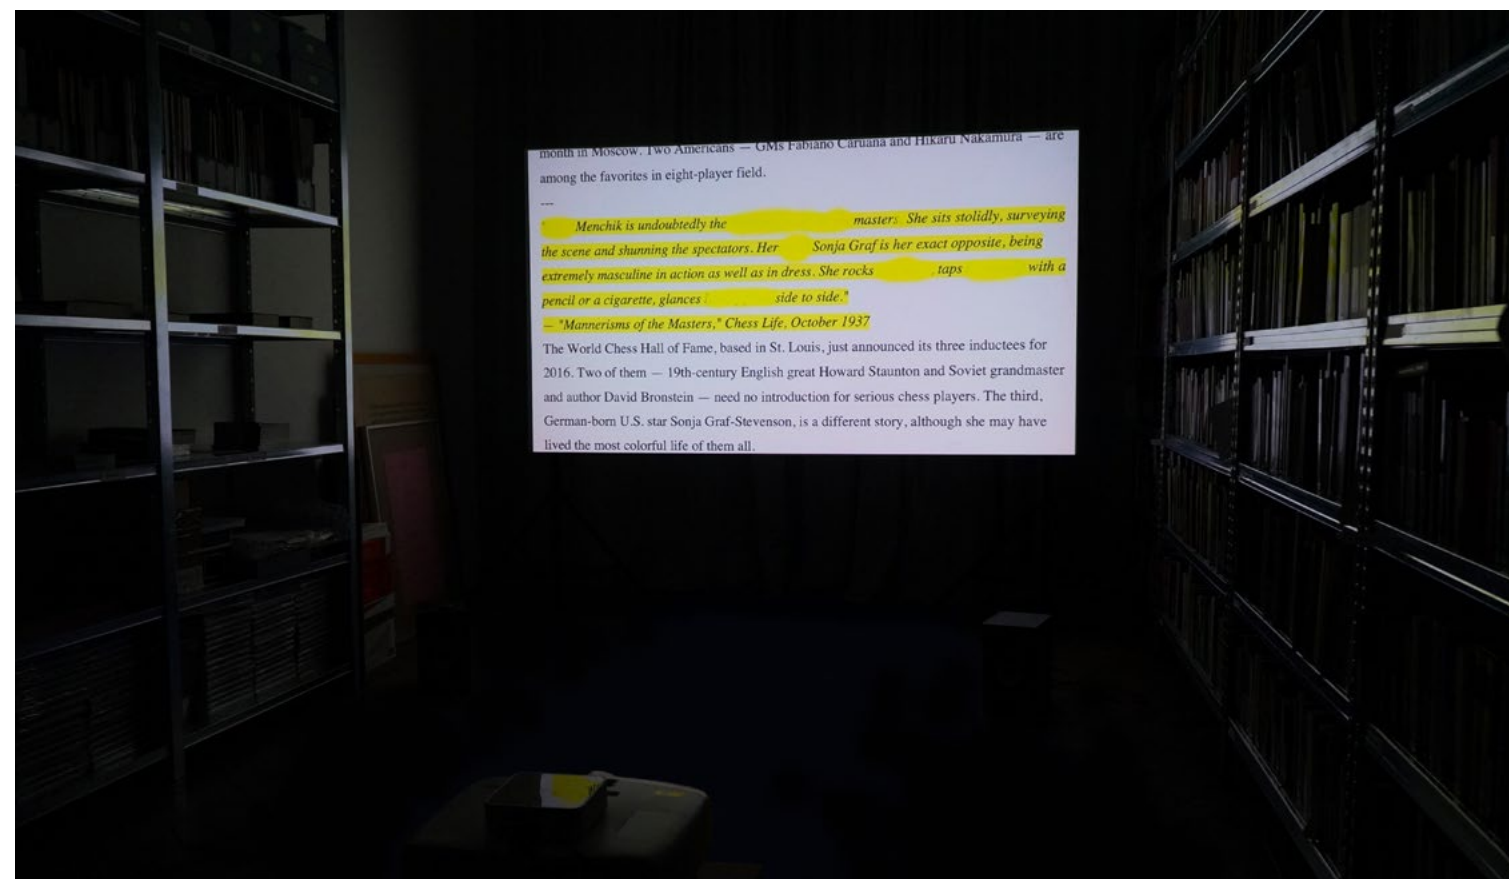 month in Moscow. Two Americans — GMs Fabiano Caruana and Hikaru Nakamura — are
among the favorites in eight-player field.
---
" Menchik is undoubtedly the masters She sits stolidly, surveying
the scene and shunning the spectators. Her Sonja Graf is her exact opposite, being
extremely masculine in action as well as in dress. She rocks , taps with a
pencil or a cigarette, glances side to side."
— "Mannerisms of the Masters," Chess Life, October 1937
The World Chess Hall of Fame, based in St. Louis, just announced its three inductees for
2016. Two of them — 19th-century English great Howard Staunton and Soviet grandmaster
and author David Bronstein — need no introduction for serious chess players. The third,
German-born U.S. star Sonja Graf-Stevenson, is a different story, although she may have
lived the most colorful life of them all.